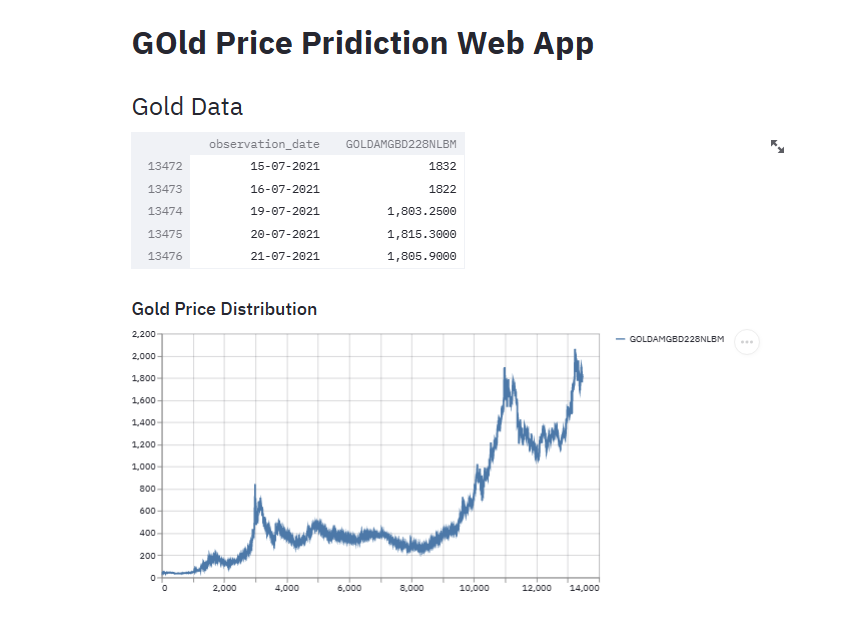 GOld Price Pridiction Web App
Gold Data
observation_date GOLDAMGBD228NLBM
13472 15-07-2021 1832
13473 16-07-2021 1822
13474 19-07-2021 1,803.2500
13475 20-07-2021 1,815.3000
13476 21-07-2021 1,805.9000
Gold Price Distribution
2,200
GOLDAMGBD228NLBM
2,000
1,800
1,600
1,400
1,200
1,000
800
600
400
200
0
0 2,000 4,000 6,000 8,000 10,000 12,000 14,000